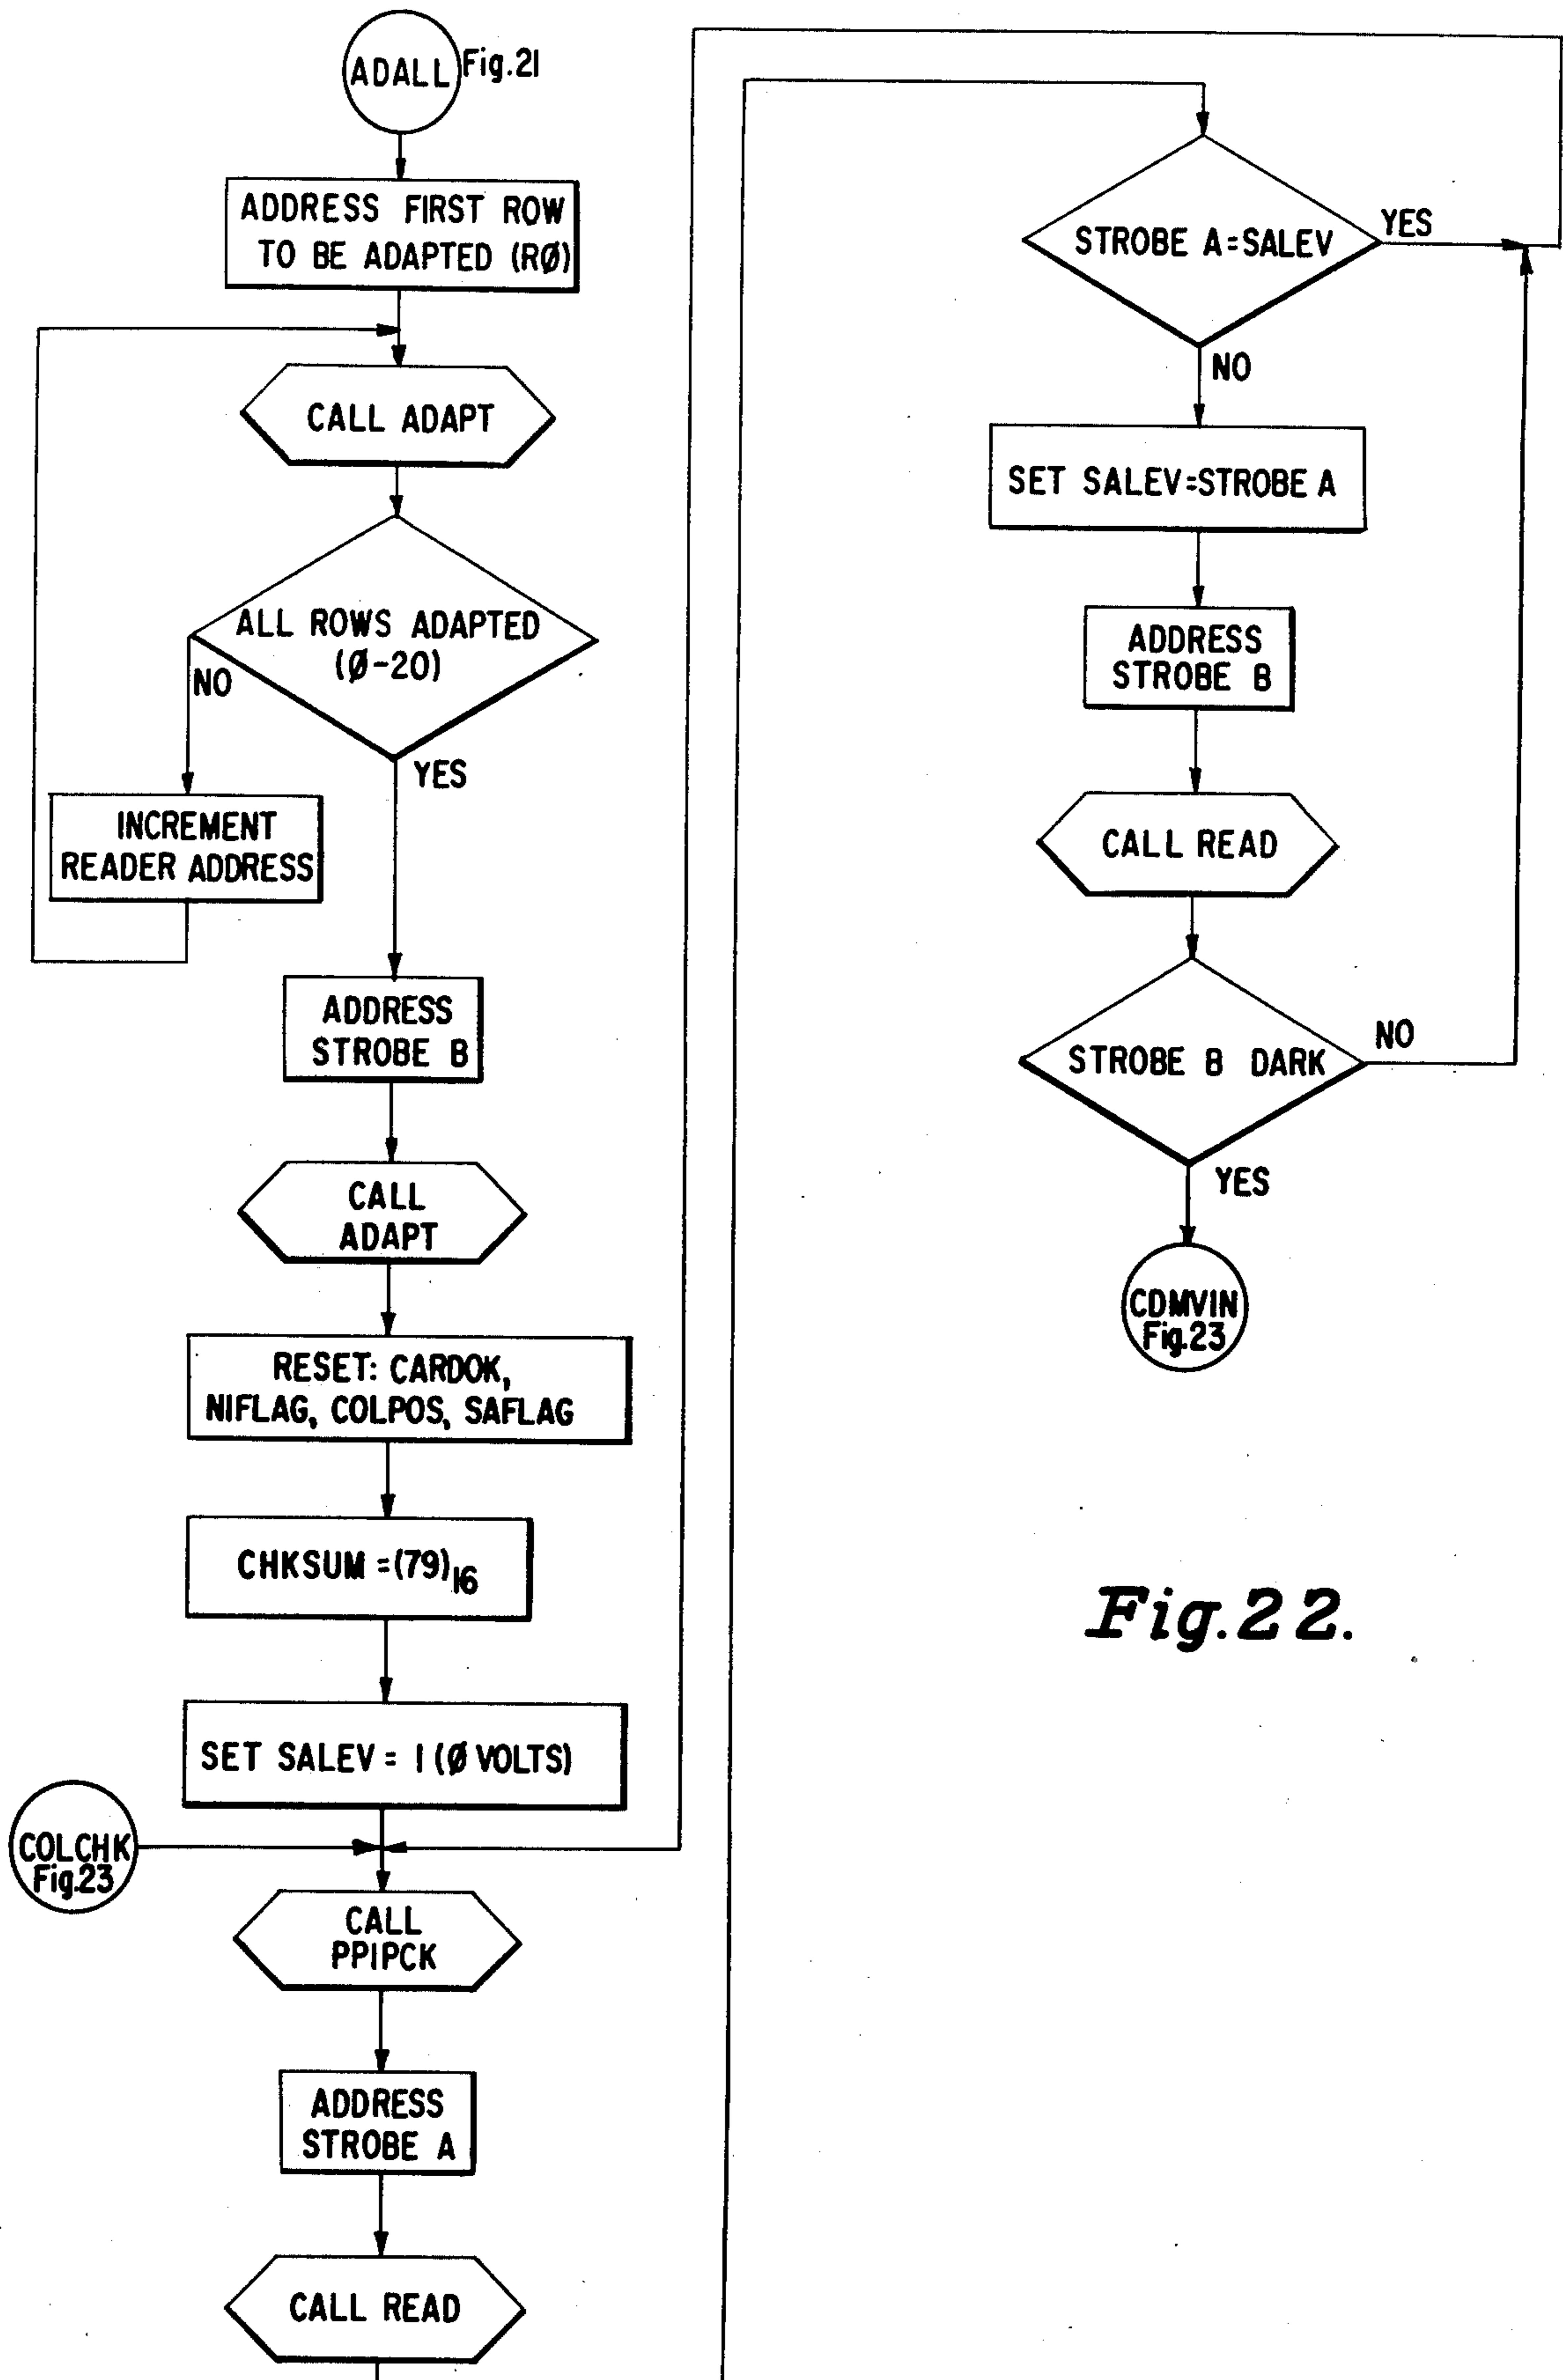 ADALL Fig.21
ADDRESS FIRST ROW
TO BE ADAPTED (RØ)
CALL ADAPT
ALL ROWS ADAPTED
(Ø-20)
NO
YES
INCREMENT
READER ADDRESS
ADDRESS
STROBE B
CALL
ADAPT
RESET: CARDOK,
NIFLAG, COLPOS, SAFLAG
CHKSUM =(79)16
SET SALEV = 1 (Ø VOLTS)
COLCHK
Fig.23
CALL
PPIPCK
ADDRESS
STROBE A
CALL READ
STROBE A=SALEV
YES
NO
SET SALEV=STROBE A
ADDRESS
STROBE B
CALL READ
STROBE B DARK
NO
YES
CDMVIN
Fig.23
Fig.22.